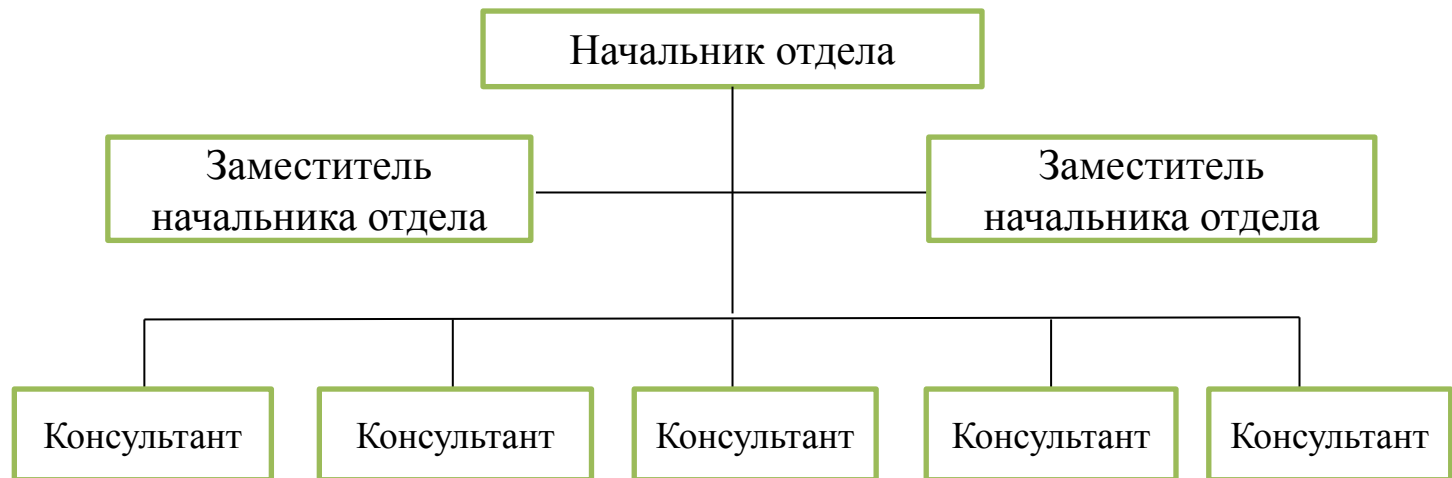 Начальник отдела
Заместитель
начальника отдела
Заместитель
начальника отдела
Консультант
Консультант
Консультант
Консультант
Консультант